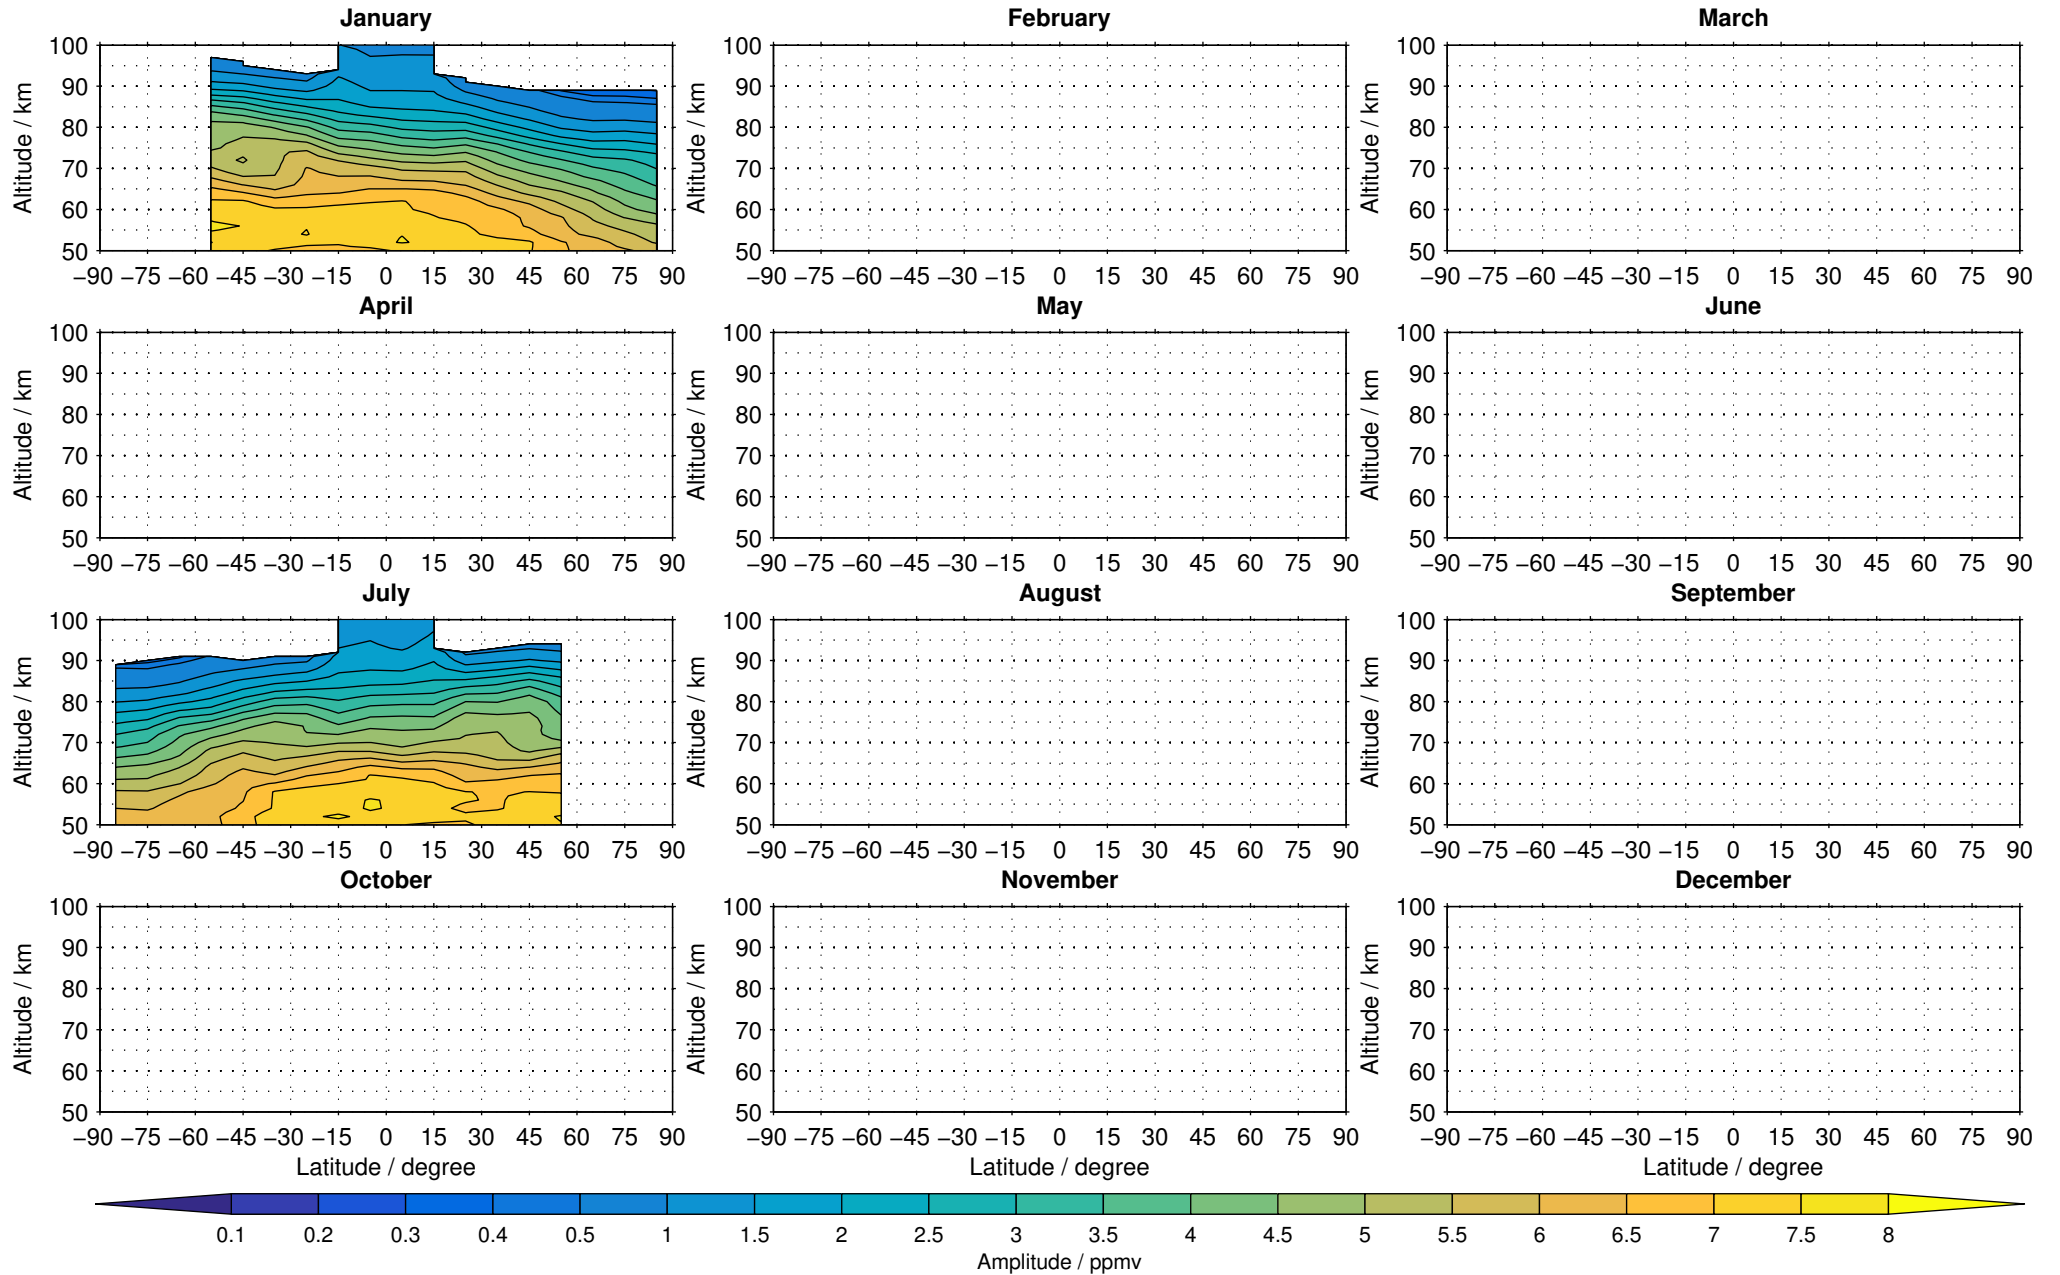 January February March
100 100 100
90 90 90
80 80 80
70 70 70
60 60 60
50 50 50
Altitude / km Altitude / km Altitude / km
−90 −75 −60 −45 −30 −15 0 15 30 45 60 75 90 −90 −75 −60 −45 −30 −15 0 15 30 45 60 75 90 −90 −75 −60 −45 −30 −15 0 15 30 45 60 75 90
April May June
100 100 100
90 90 90
80 80 80
70 70 70
60 60 60
50 50 50
Altitude / km Altitude / km Altitude / km
−90 −75 −60 −45 −30 −15 0 15 30 45 60 75 90 −90 −75 −60 −45 −30 −15 0 15 30 45 60 75 90 −90 −75 −60 −45 −30 −15 0 15 30 45 60 75 90
July August September
100 100 100
90 90 90
80 80 80
70 70 70
60 60 60
50 50 50
Altitude / km Altitude / km Altitude / km
−90 −75 −60 −45 −30 −15 0 15 30 45 60 75 90 −90 −75 −60 −45 −30 −15 0 15 30 45 60 75 90 −90 −75 −60 −45 −30 −15 0 15 30 45 60 75 90
October November December
100 100 100
90 90 90
80 80 80
70 70 70
60 60 60
50 50 50
Altitude / km Altitude / km Altitude / km
−90 −75 −60 −45 −30 −15 0 15 30 45 60 75 90 −90 −75 −60 −45 −30 −15 0 15 30 45 60 75 90 −90 −75 −60 −45 −30 −15 0 15 30 45 60 75 90
Latitude / degree Latitude / degree Latitude / degree
0.1 0.2 0.3 0.4 0.5 1 1.5 2 2.5 3 3.5 4 4.5 5 5.5 6 6.5 7 7.5 8
Amplitude / ppmv